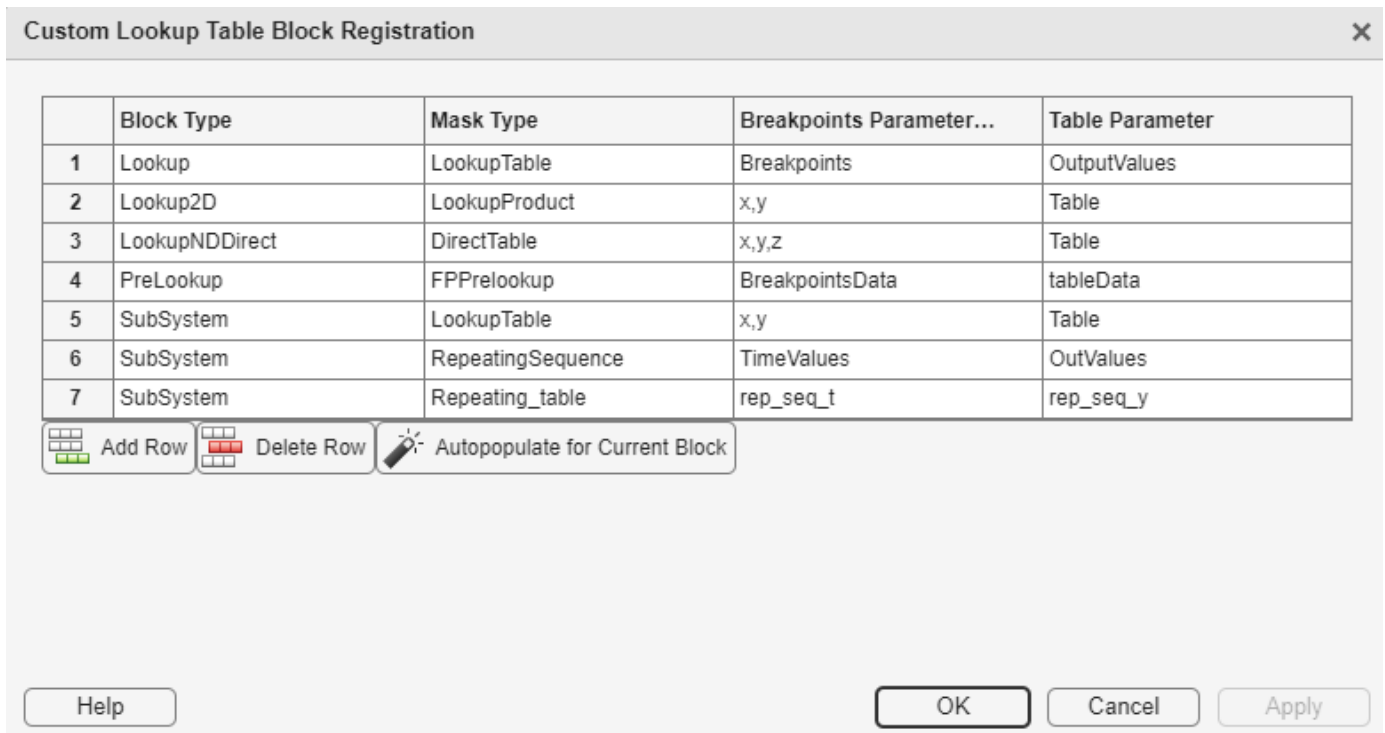 Custom Lookup Table Block Registration
Block Type Mask Type Breakpoints Parameter... Table Parameter
1 Lookup LookupTable Breakpoints OutputValues
2 Lookup2D LookupProduct x,y Table
3 LookupNDDirect DirectTable x,y,z Table
4 PreLookup FPPrelookup BreakpointsData tableData
5 SubSystem LookupTable x,y Table
6 SubSystem RepeatingSequence TimeValues OutValues
7 SubSystem Repeating_table rep_seq_t rep_seq_y
Add Row Delete Row Autopopulate for Current Block
Help OK Cancel Apply